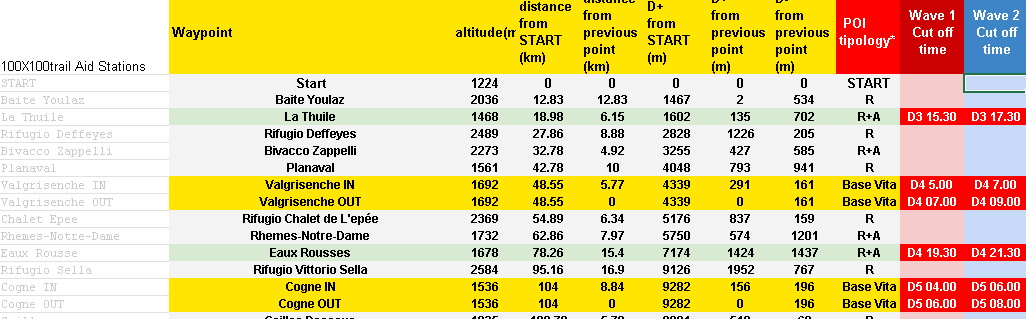 distance distance D+ D+ D-
Waypoint altitude(m from START (km) from previous point (km) from START (m) from previous point (m) from previous point (m) POI tipology* Wave 1 Cut off time Wave 2 Cut off time
100X100trail Aid Stations
START Start 1224 0 0 0 0 0 START
Baite Youlaz Baite Youlaz 2036 12.83 12.83 1467 2 534 R
La Thuile La Thuile 1468 18.98 6.15 1602 135 702 R+A D3 15.30 D3 17.30
Rifugio Deffeyes Rifugio Deffeyes 2489 27.86 8.88 2828 1226 205 R
Bivacco Zappelli Bivacco Zappelli 2273 32.78 4.92 3255 427 585 R+A
Planaval Planaval 1561 42.78 10 4048 793 941 R
Valgrisenche IN Valgrisenche IN 1692 48.55 5.77 4339 291 161 Base Vita D4 5.00 D4 7.00
Valgrisenche OUT Valgrisenche OUT 1692 48.55 0 4339 0 161 Base Vita D4 07.00 D4 09.00
Chalet Epee Rifugio Chalet de L'epée 2369 54.89 6.34 5176 837 159 R
Rhemes-Notre-Dame Rhemes-Notre-Dame 1732 62.86 7.97 5750 574 1201 R+A
Eaux Rousse Eaux Rousses 1678 78.26 15.4 7174 1424 1437 R+A D4 19.30 D4 21.30
Rifugio Sella Rifugio Vittorio Sella 2584 95.16 16.9 9126 1952 767 R
Cogne IN Cogne IN 1536 104 8.84 9282 156 196 Base Vita D5 04.00 D5 06.00
Cogne OUT Cogne OUT 1536 104 0 9282 0 196 Base Vita D5 06.00 D5 08.00